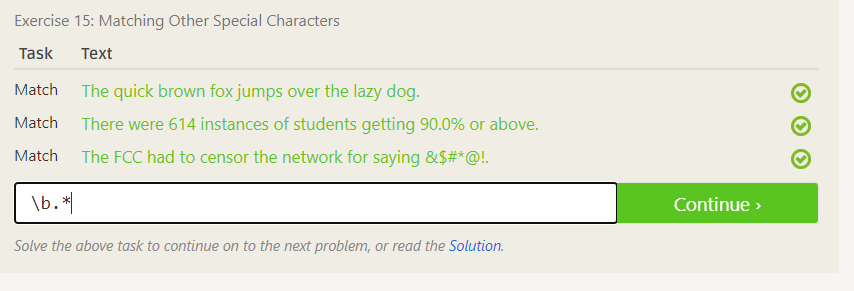 Exercise 15: Matching Other Special Characters
Task Text
Match The quick brown fox jumps over the lazy dog.
Match There were 614 instances of students getting 90.0% or above.
Match The FCC had to censor the network for saying &$#*@!.
\b.*
Continue ›
Solve the above task to continue on to the next problem, or read the Solution.